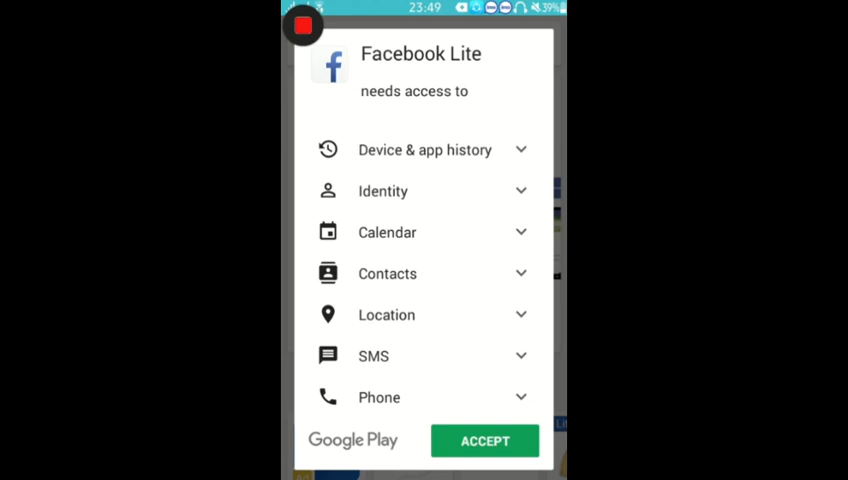 23:49
39%
Facebook Lite
needs access to
Device & app history
Identity
Calendar
Contacts
Location
SMS
Phone
Google Play
ACCEPT